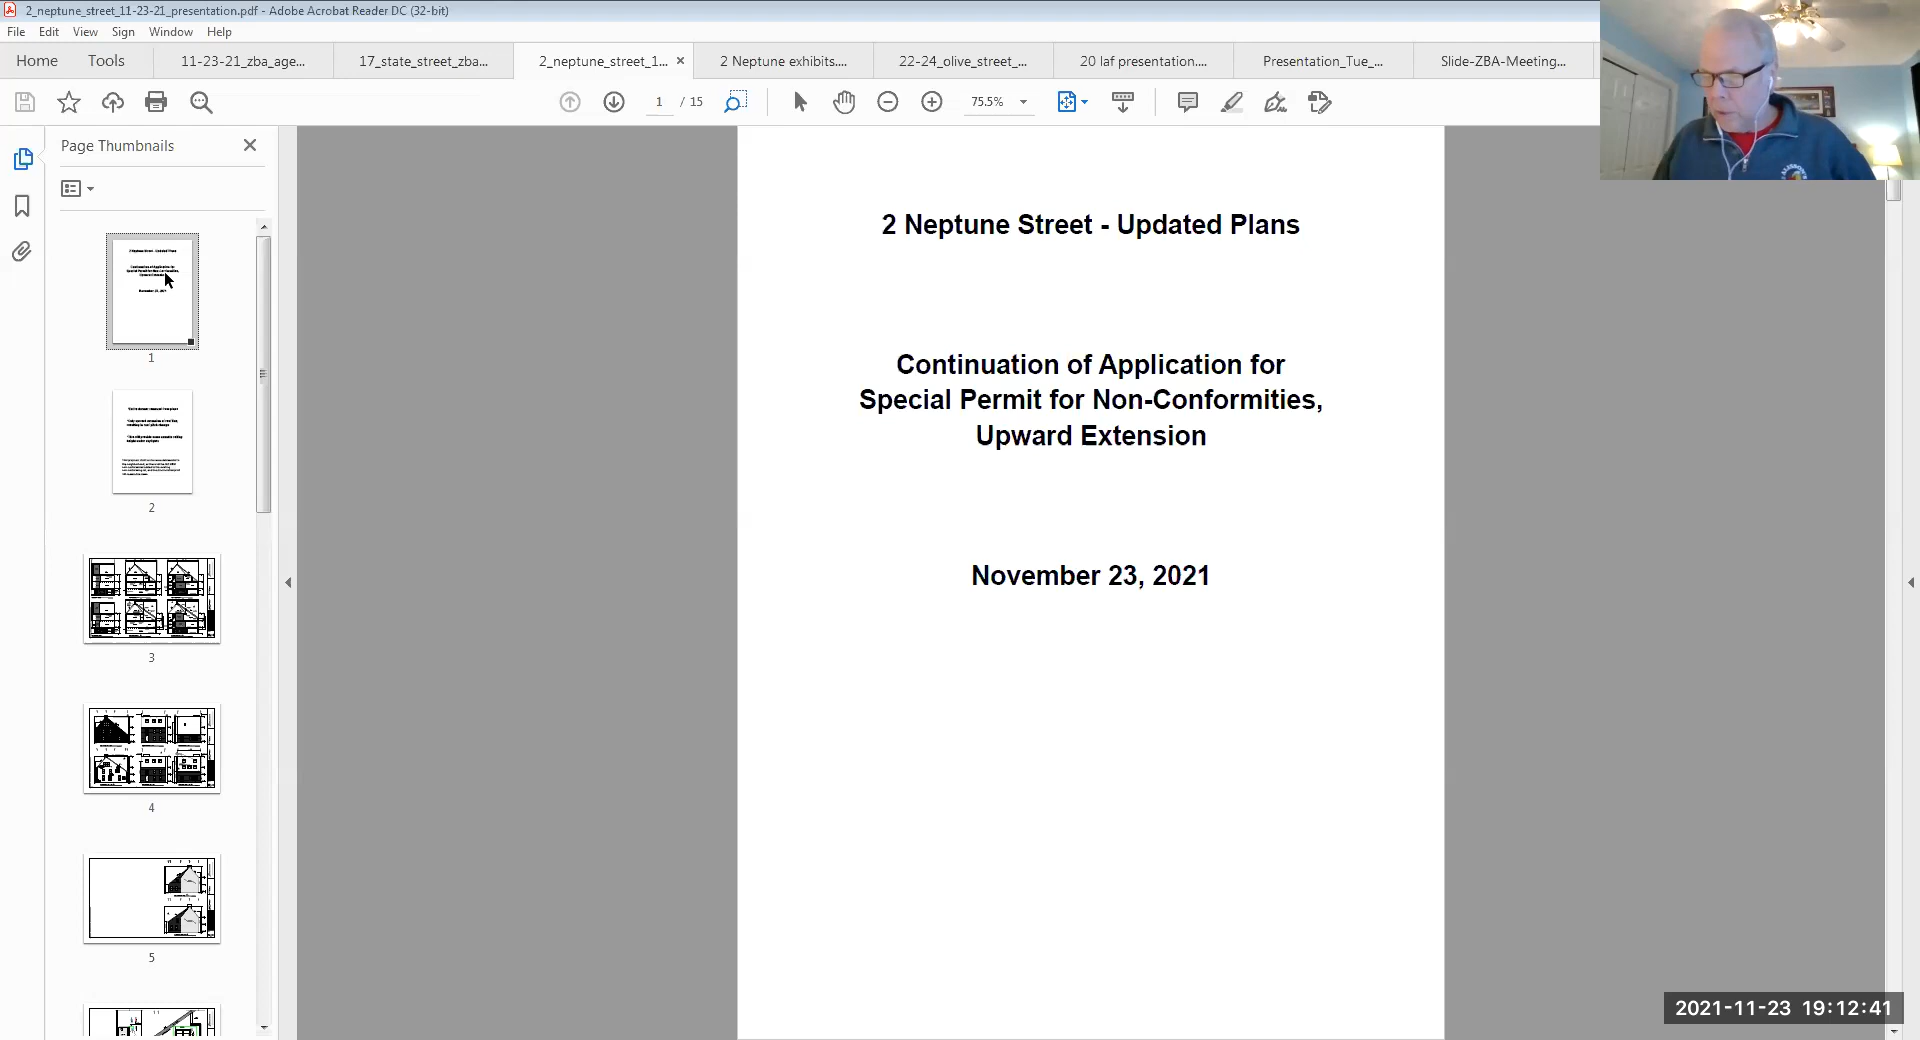 2_neptune_street_11-23-21_presentation.pdf - Adobe Acrobat Reader DC (32-bit)
File Edit View Sign Window Help
Home Tools 11-23-21_zba_age... 17_state_street_zba... 2_neptune_street_1... 2 Neptune exhibits.... 22-24_olive_street_... 20 laf presentation.... Presentation_Tue_... Slide-ZBA-Meeting...
1 / 15 75.5%
Page Thumbnails
2 Neptune Street - Updated Plans
Continuation of Application for
Special Permit for Non-Conformities,
Upward Extension
November 23, 2021
1
2
3
4
5
2021-11-23 19:12:41